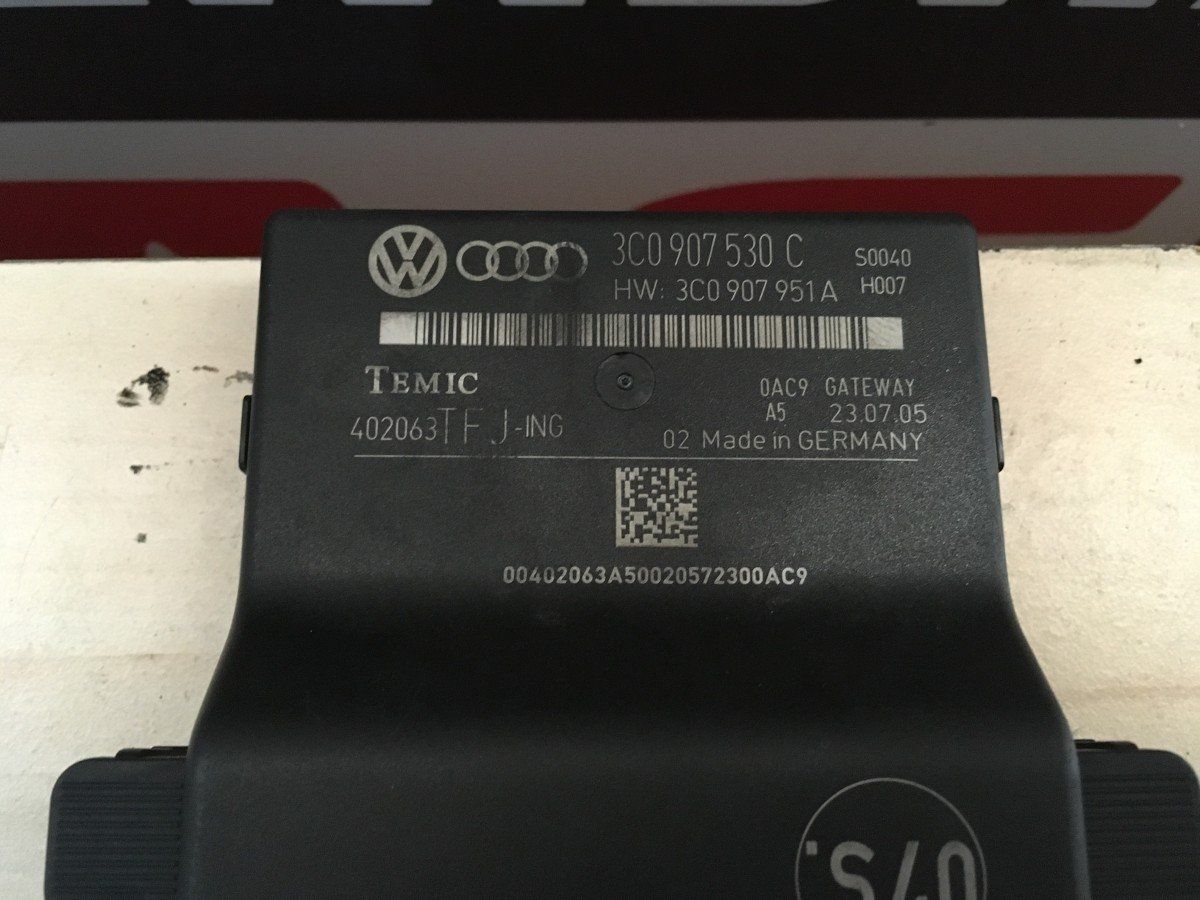 3C0 907 530 C S0040
HW: 3C0 907 951 A H007
TEMIC 0AC9 GATEWAY
A5 23.07.05
402063TFJ-ING 02 Made in GERMANY
00402063A50020572300AC9